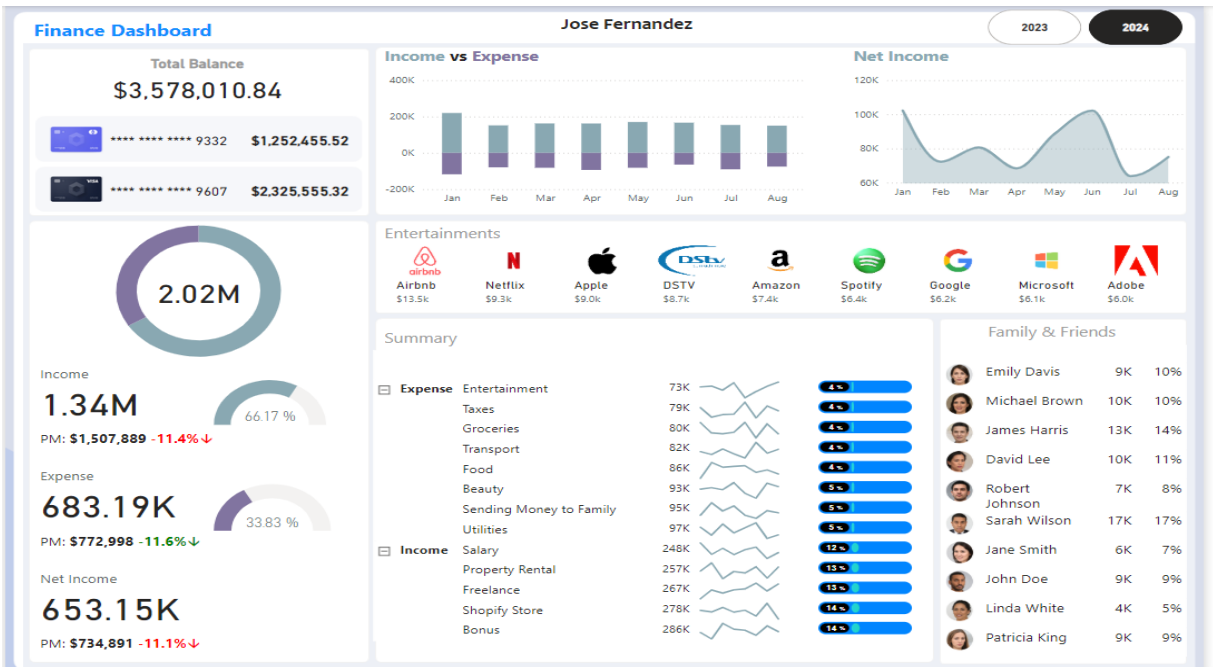 Finance Dashboard
Jose Fernandez
2023
2024
Total Balance
$3,578,010.84
**** **** **** 9332 $1,252,455.52
VISA
**** **** **** 9607 $2,325,555.32
Income vs Expense
400K
200K
0K
-200K
Jan Feb Mar Apr May Jun Jul Aug
Net Income
120K
100K
80K
60K
Jan Feb Mar Apr May Jun Jul Aug
2.02M
Income
1.34M
66.17 %
PM: $1,507,889 -11.4%↓
Expense
683.19K
33.83 %
PM: $772,998 -11.6%↓
Net Income
653.15K
PM: $734,891 -11.1%↓
Entertainments
airbnb N DStv a
Airbnb Netflix Apple DSTV Amazon Spotify Google Microsoft Adobe
$13.5k $9.3k $9.0k $8.7k $7.4k $6.4k $6.2k $6.1k $6.0k
Summary
Expense Entertainment 73K 4 %
Taxes 79K 4 %
Groceries 80K 4 %
Transport 82K 4 %
Food 86K 4 %
Beauty 93K 5 %
Sending Money to Family 95K 5 %
Utilities 97K 5 %
Income Salary 248K 12 %
Property Rental 257K 13 %
Freelance 267K 13 %
Shopify Store 278K 14 %
Bonus 286K 14 %
Family & Friends
Emily Davis 9K 10%
Michael Brown 10K 10%
James Harris 13K 14%
David Lee 10K 11%
Robert 7K 8%
Johnson
Sarah Wilson 17K 17%
Jane Smith 6K 7%
John Doe 9K 9%
Linda White 4K 5%
Patricia King 9K 9%